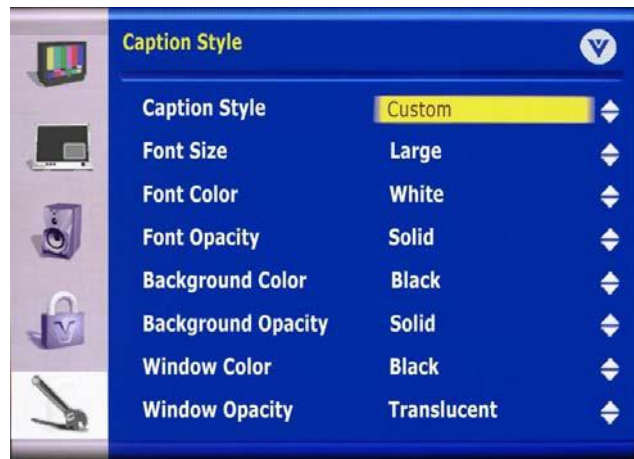 Caption Style
Caption Style Custom
Font Size Large
Font Color White
Font Opacity Solid
Background Color Black
Background Opacity Solid
Window Color Black
Window Opacity Translucent